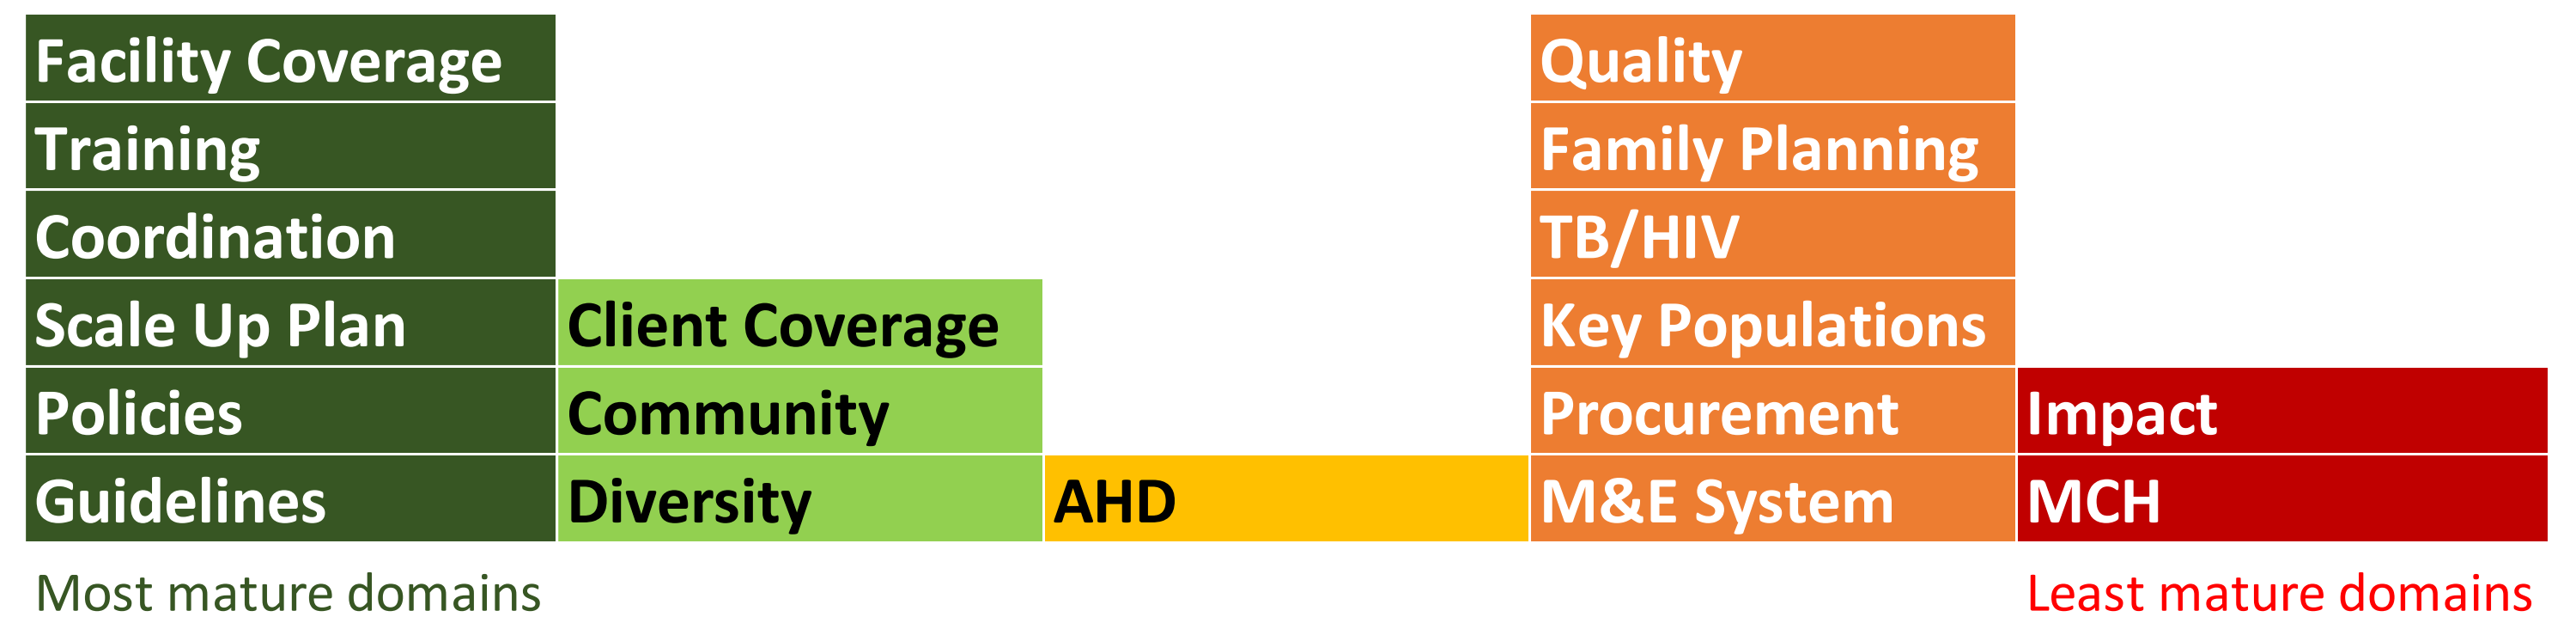 Facility Coverage
Training
Coordination
Scale Up Plan
Policies
Guidelines
Client Coverage
Community
Diversity
AHD
Quality
Family Planning
TB/HIV
Key Populations
Procurement
M&E System
Impact
MCH
Most mature domains
Least mature domains